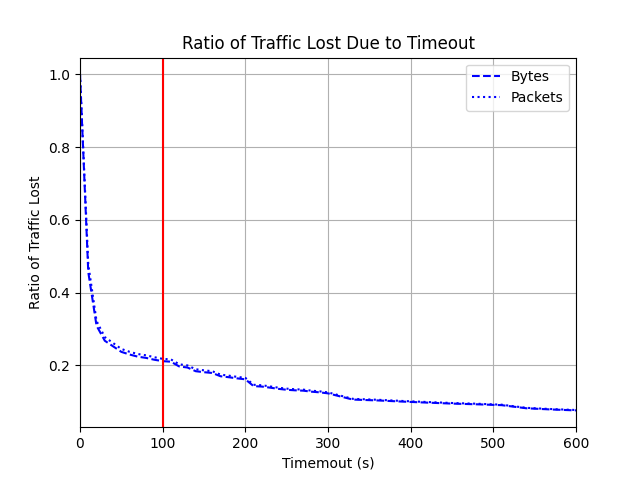 Ratio of Traffic Lost Due to Timeout
Bytes
Packets
Ratio of Traffic Lost
1.0
0.8
0.6
0.4
0.2
0 100 200 300 400 500 600
Timemout (s)